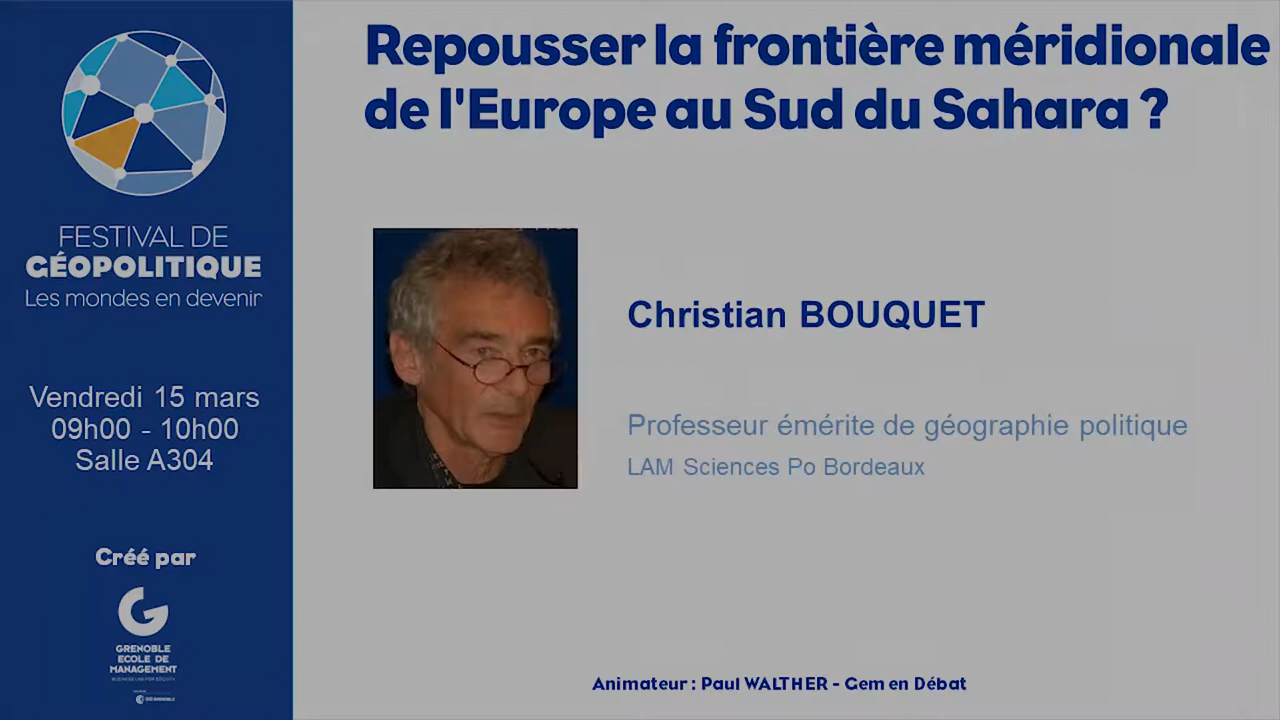 Repousser la frontière méridionale
de l'Europe au Sud du Sahara ?
FESTIVAL DE
GÉOPOLITIQUE
Les mondes en devenir
Vendredi 15 mars
09h00 - 10h00
Salle A304
Christian BOUQUET
Professeur émérite de géographie politique
LAM Sciences Po Bordeaux
Créé par
GRENOBLE
ECOLE DE
MANAGEMENT
Animateur : Paul WALTHER - Gem en Débat